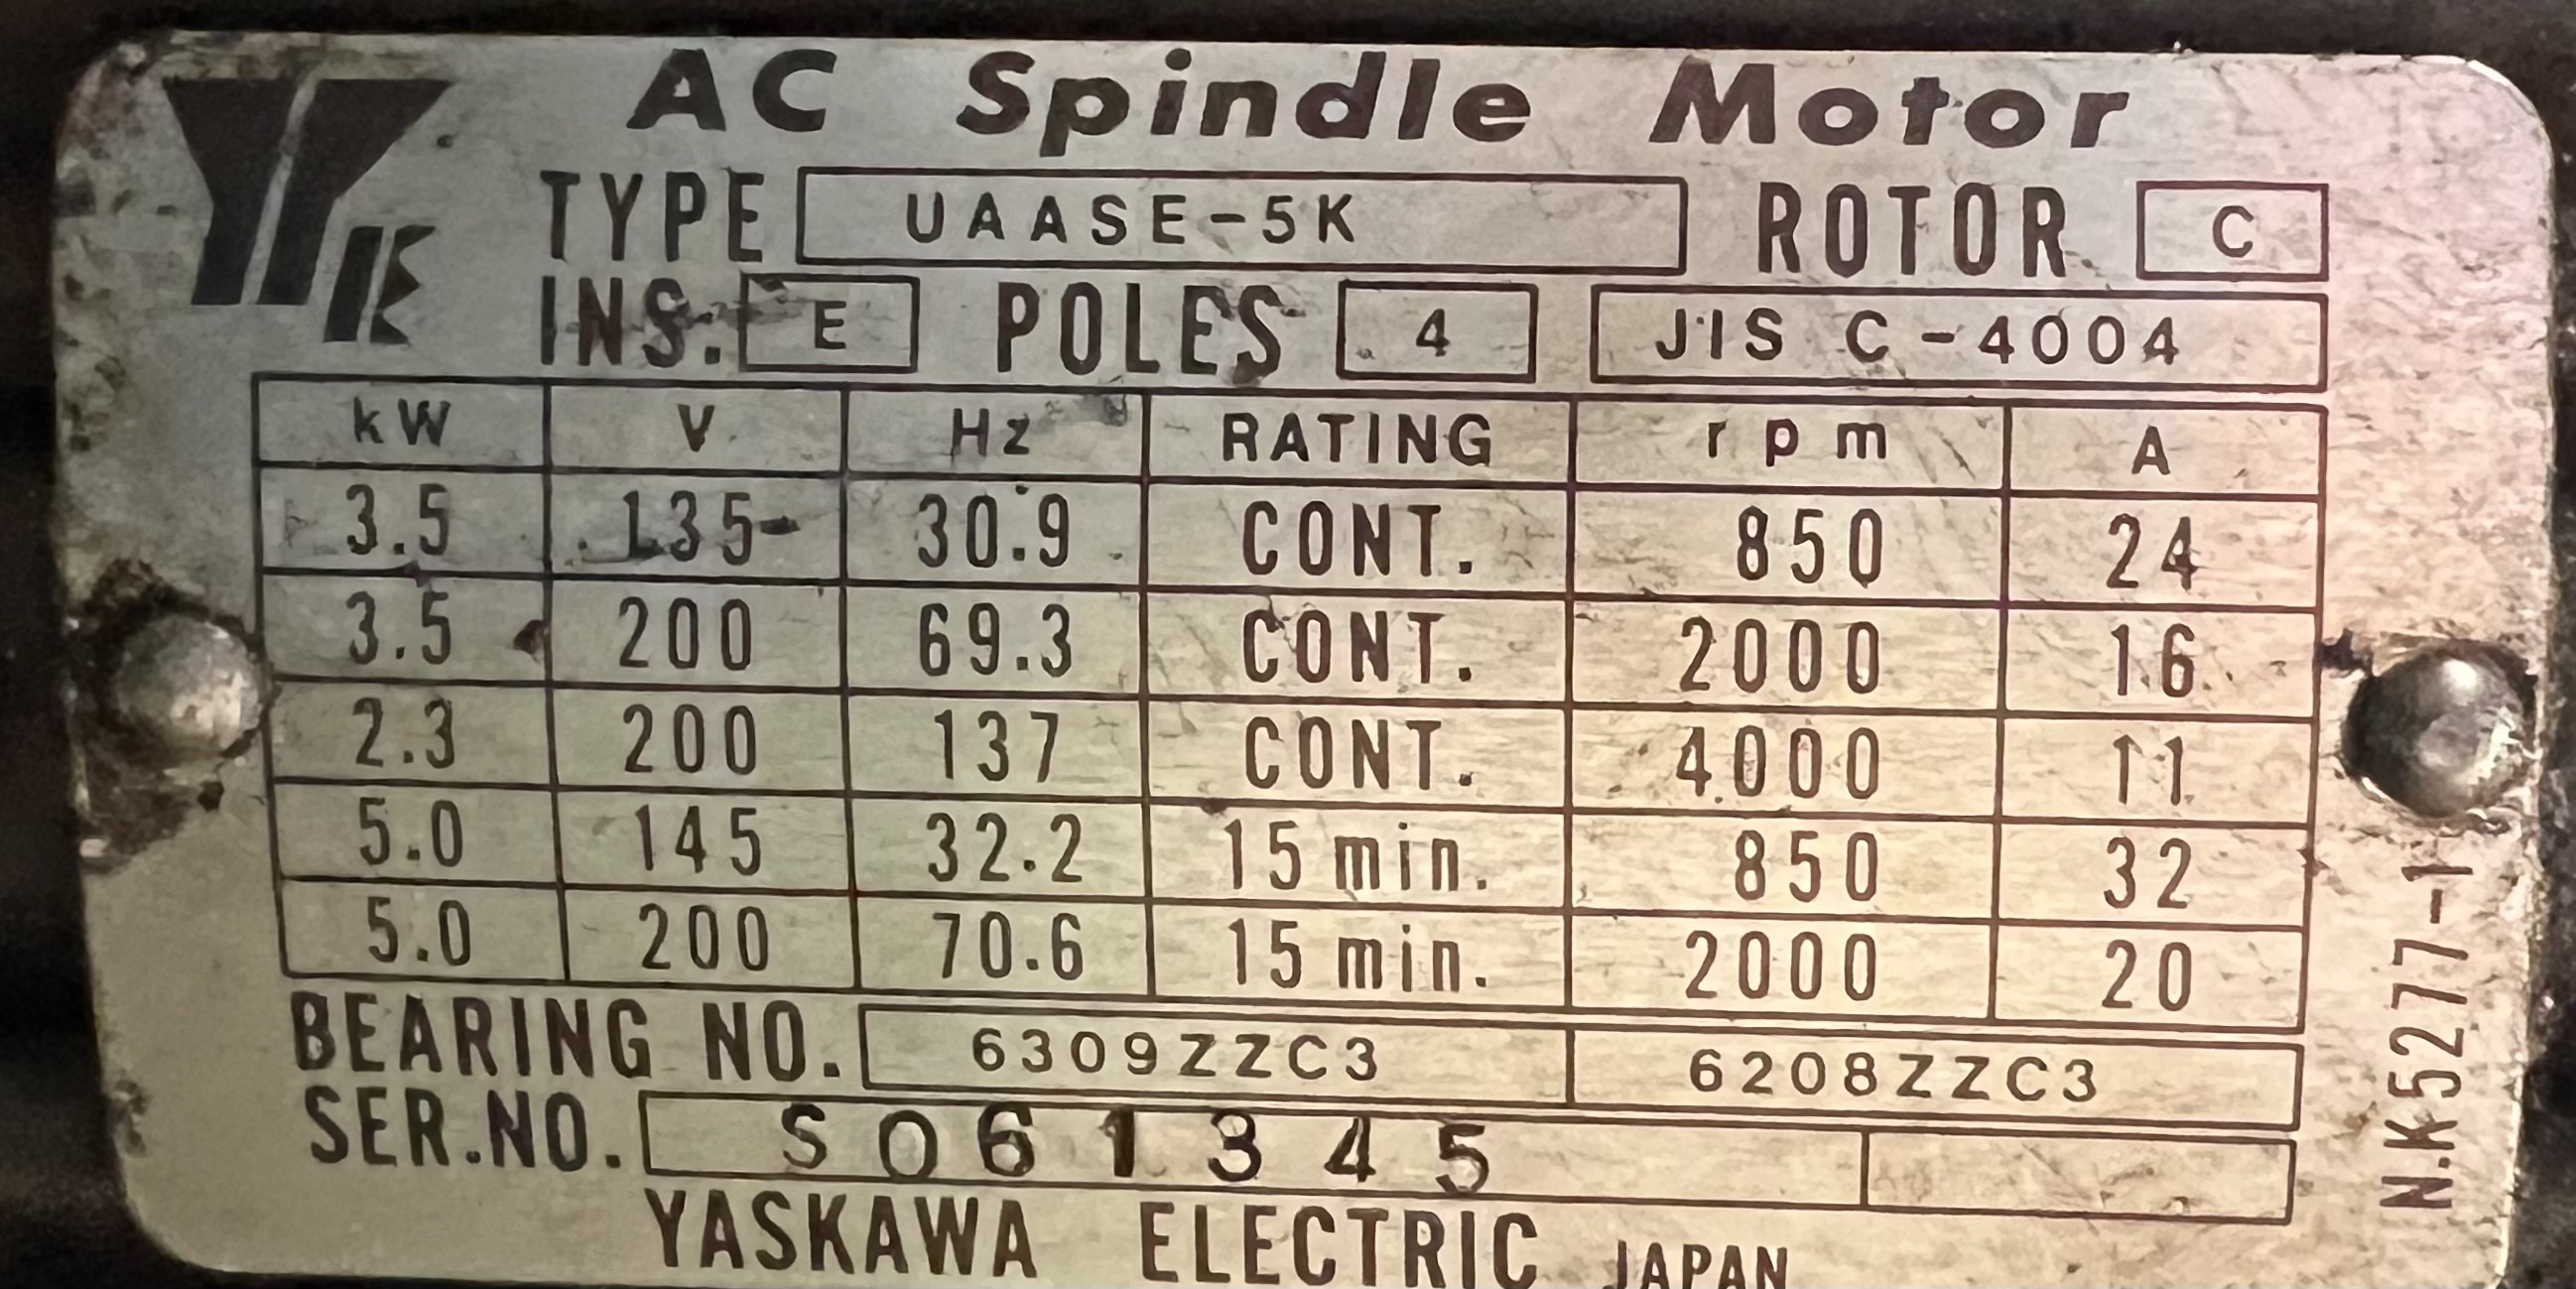 YE
AC Spindle Motor
TYPE UAASE-5K ROTOR C
INS. E POLES 4 JIS C-4004
kW V Hz RATING rpm A
3.5 135 30.9 CONT. 850 24
3.5 200 69.3 CONT. 2000 16
2.3 200 137 CONT. 4000 11
5.0 145 32.2 15 min. 850 32
5.0 200 70.6 15 min. 2000 20
BEARING NO. 6309ZZC3 6208ZZC3
SER.NO. S061345
YASKAWA ELECTRIC JAPAN
N.K5277-1